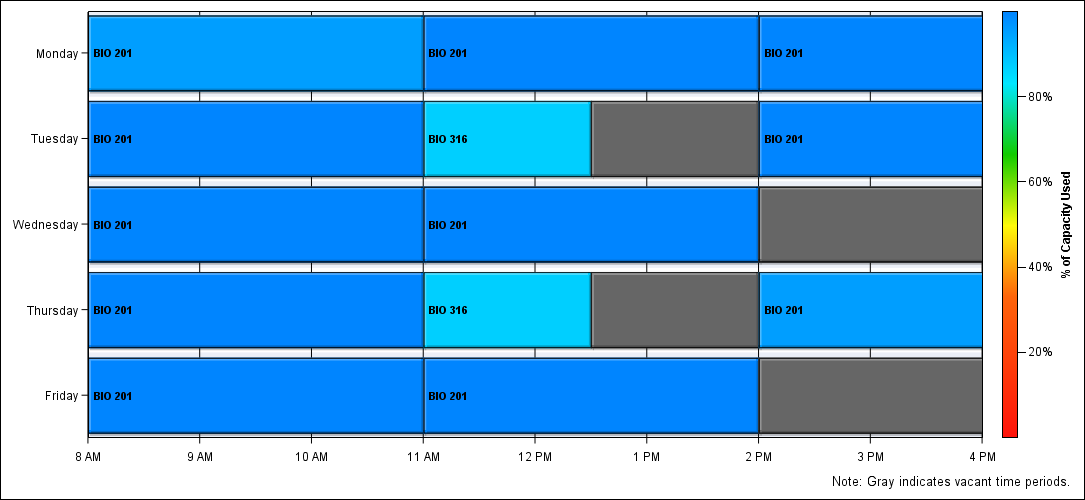 Monday
BIO 201
BIO 201
BIO 201
Tuesday
BIO 201
BIO 316
BIO 201
Wednesday
BIO 201
BIO 201
Thursday
BIO 201
BIO 316
BIO 201
Friday
BIO 201
BIO 201
8 AM 9 AM 10 AM 11 AM 12 PM 1 PM 2 PM 3 PM 4 PM
80%
60%
40%
20%
% of Capacity Used
Note: Gray indicates vacant time periods.